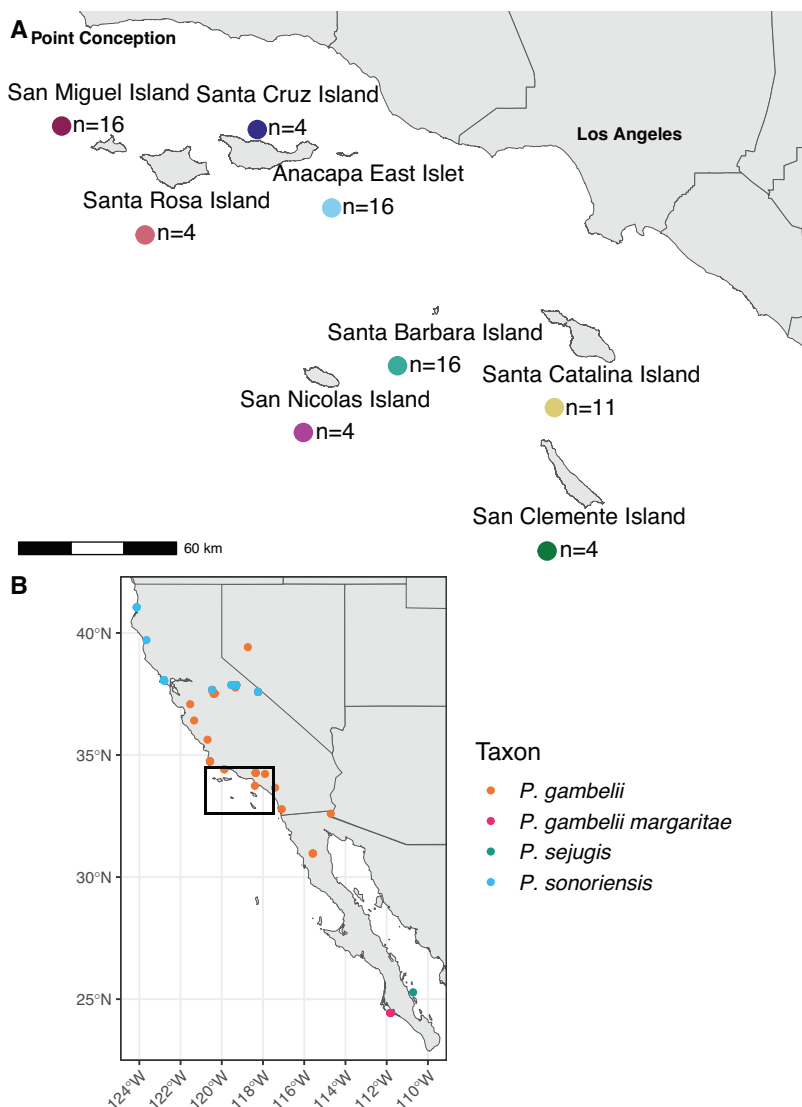 A
Point Conception
San Miguel Island
n=16
Santa Cruz Island
n=4
Los Angeles
Anacapa East Islet
n=16
Santa Rosa Island
n=4
Santa Barbara Island
n=16
Santa Catalina Island
n=11
San Nicolas Island
n=4
San Clemente Island
n=4
60 km
B
40°N
35°N
30°N
25°N
124°W
122°W
120°W
118°W
116°W
114°W
112°W
110°W
Taxon
P. gambelii
P. gambelii margaritae
P. sejugis
P. sonoriensis